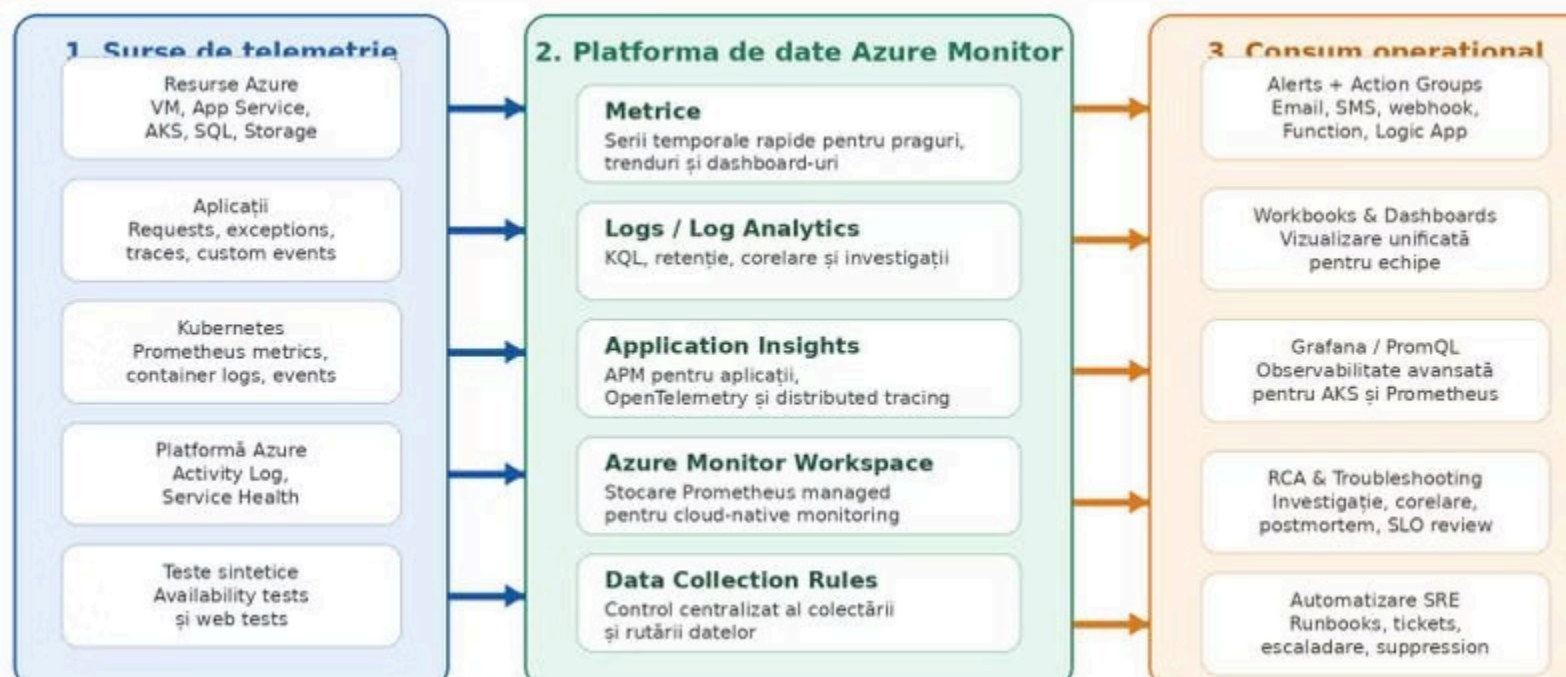 1. Surse de telemetrie
Resurse Azure
VM, App Service,
AKS, SQL, Storage
Aplicații
Requests, exceptions,
traces, custom events
Kubernetes
Prometheus metrics,
container logs, events
Platformă Azure
Activity Log,
Service Health
Teste sintetice
Availability tests
și web tests
2. Platforma de date Azure Monitor
Metrice
Serii temporale rapide pentru praguri,
trenduri și dashboard-uri
Logs / Log Analytics
KQL, retenție, corelare și investigații
Application Insights
APM pentru aplicații,
OpenTelemetry și distributed tracing
Azure Monitor Workspace
Stocare Prometheus managed
pentru cloud-native monitoring
Data Collection Rules
Control centralizat al colectării
și rutării datelor
3. Consum operational
Alerts + Action Groups
Email, SMS, webhook,
Function, Logic App
Workbooks & Dashboards
Vizualizare unificată
pentru echipe
Grafana / PromQL
Observabilitate avansată
pentru AKS și Prometheus
RCA & Troubleshooting
Investigație, corelare,
postmortem, SLO review
Automatizare SRE
Runbooks, tickets,
escaladare, suppression